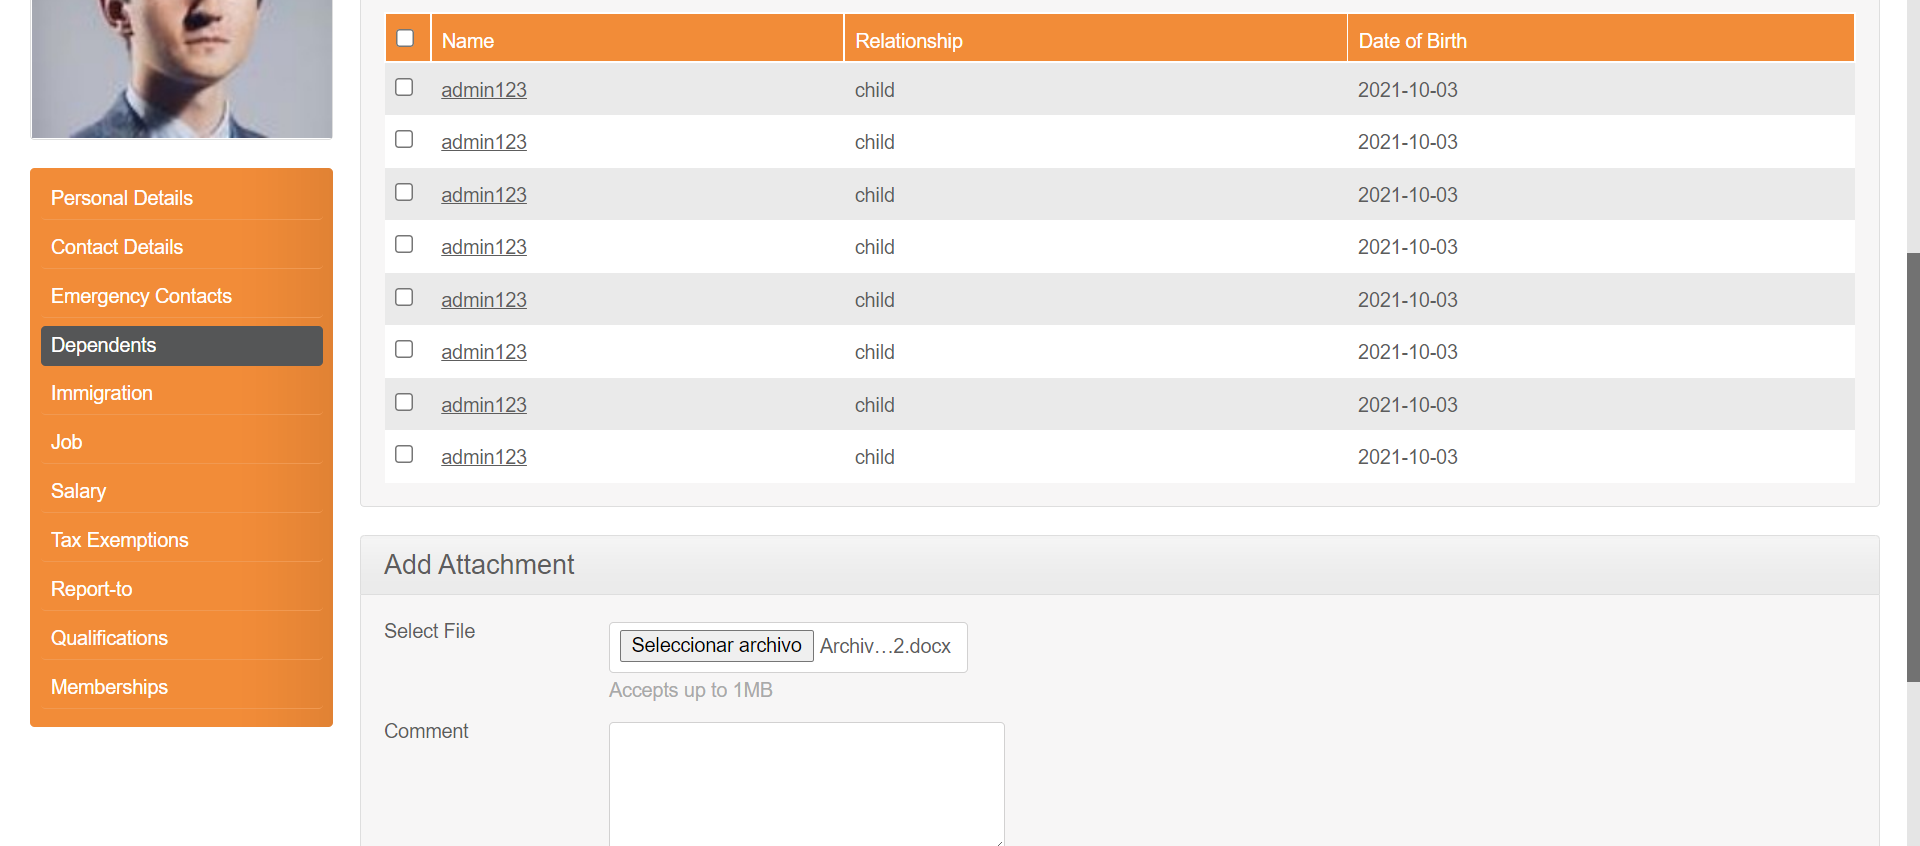 Name Relationship Date of Birth
admin123 child 2021-10-03
admin123 child 2021-10-03
admin123 child 2021-10-03
admin123 child 2021-10-03
admin123 child 2021-10-03
admin123 child 2021-10-03
admin123 child 2021-10-03
admin123 child 2021-10-03
Personal Details
Contact Details
Emergency Contacts
Dependents
Immigration
Job
Salary
Tax Exemptions
Report-to
Qualifications
Memberships
Add Attachment
Select File
Seleccionar archivo Archiv…2.docx
Accepts up to 1MB
Comment